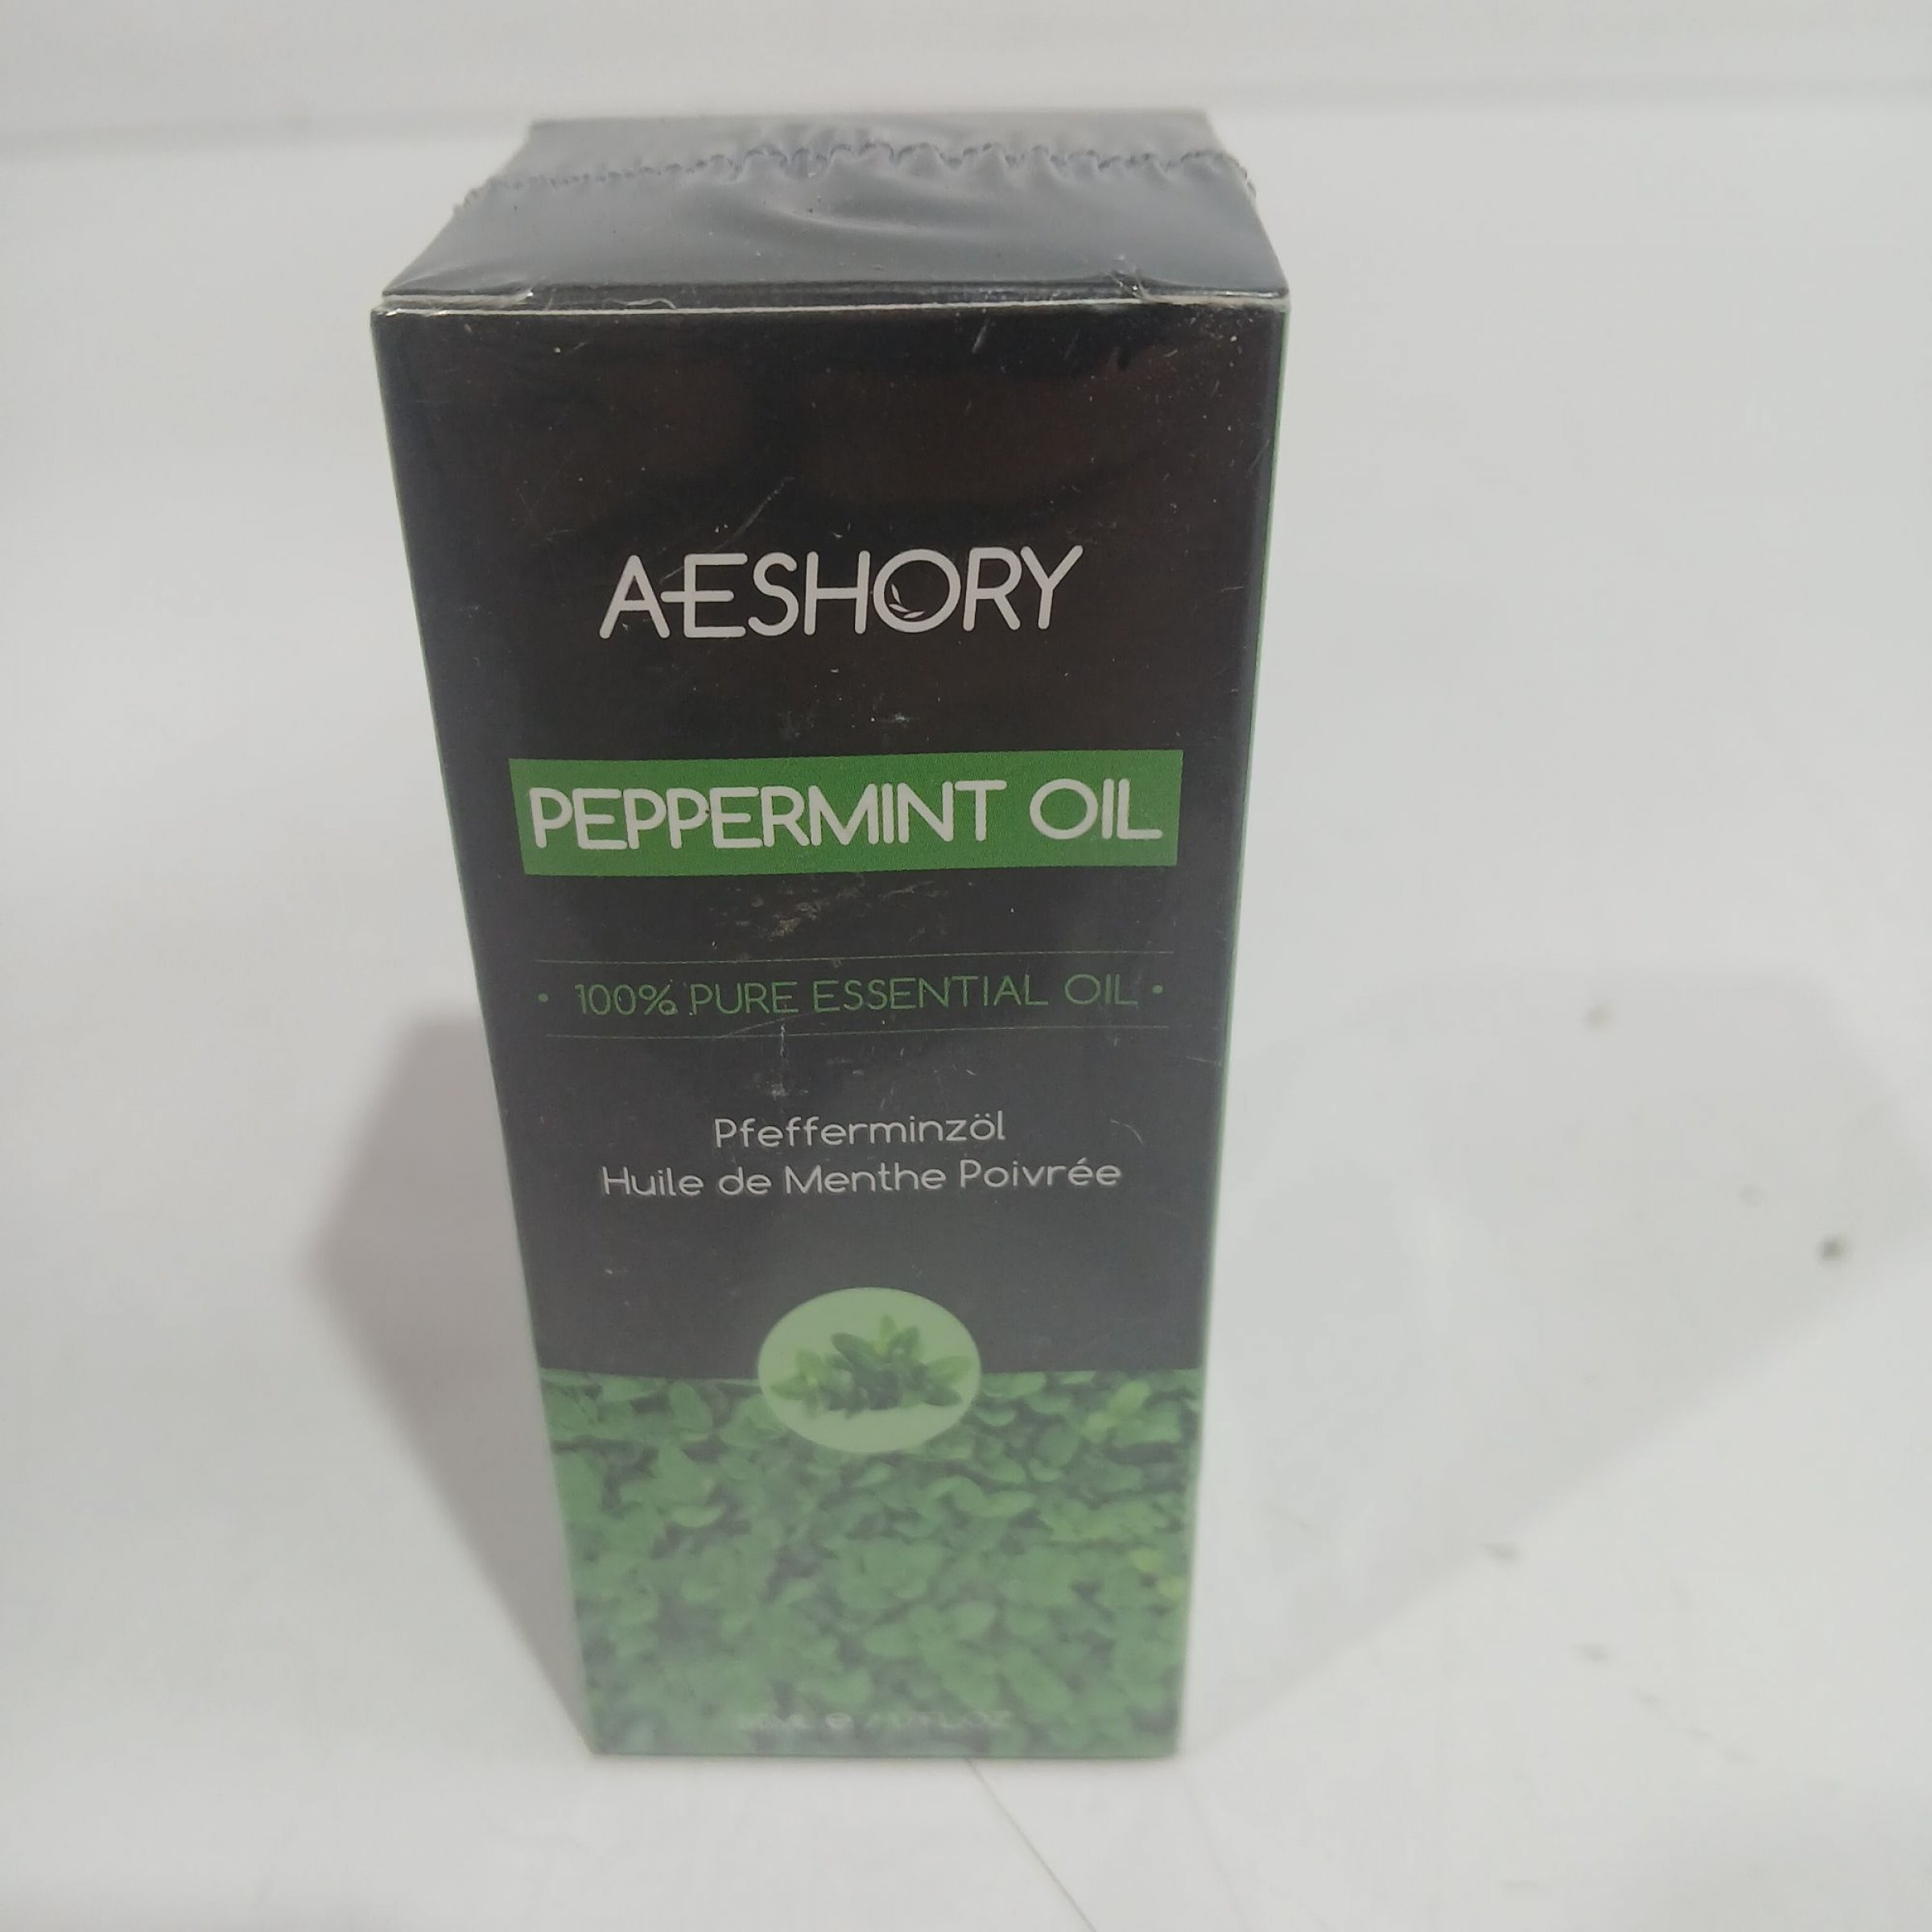 AESHORY
PEPPERMINT OIL
• 100% PURE ESSENTIAL OIL •
Pfefferminzöl
Huile de Menthe Poivrée